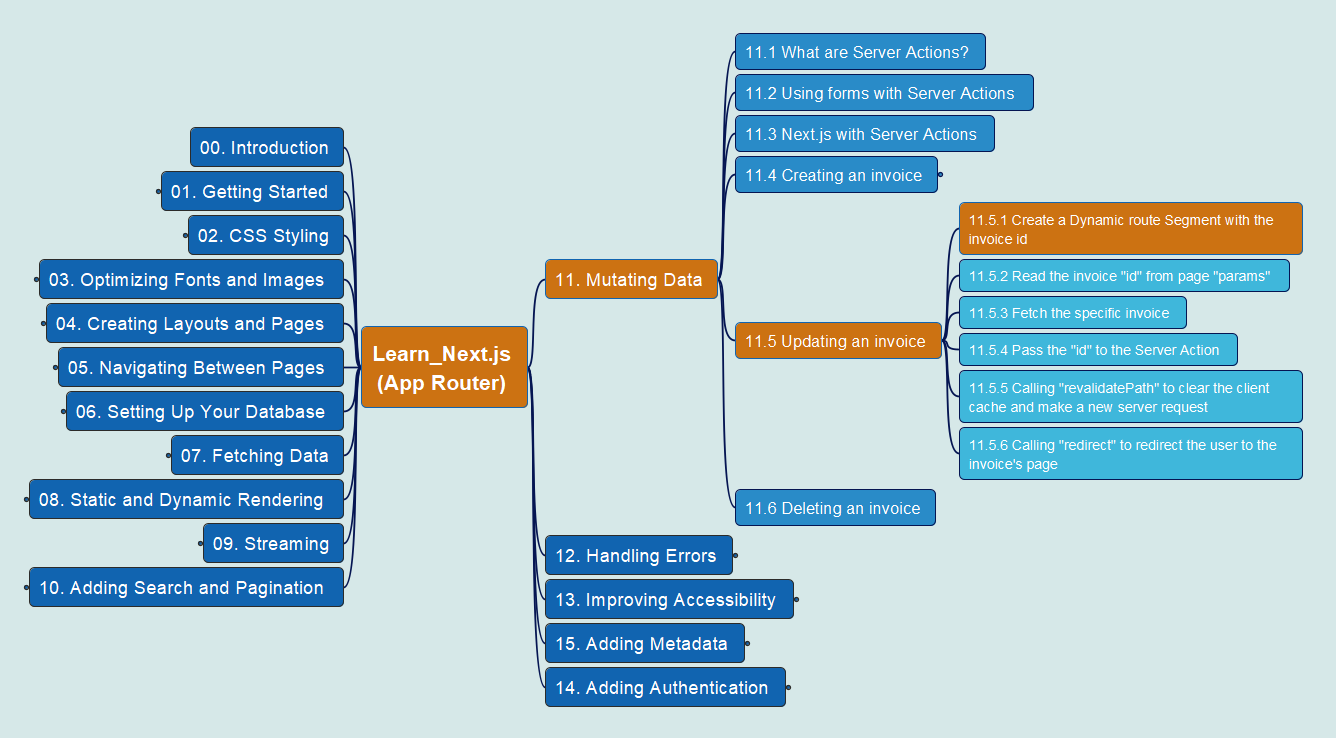 Learn_Next.js
(App Router)
00. Introduction
01. Getting Started
02. CSS Styling
03. Optimizing Fonts and Images
04. Creating Layouts and Pages
05. Navigating Between Pages
06. Setting Up Your Database
07. Fetching Data
08. Static and Dynamic Rendering
09. Streaming
10. Adding Search and Pagination
11. Mutating Data
11.1 What are Server Actions?
11.2 Using forms with Server Actions
11.3 Next.js with Server Actions
11.4 Creating an invoice
11.5 Updating an invoice
11.5.1 Create a Dynamic route Segment with the
invoice id
11.5.2 Read the invoice "id" from page "params"
11.5.3 Fetch the specific invoice
11.5.4 Pass the "id" to the Server Action
11.5.5 Calling "revalidatePath" to clear the client
cache and make a new server request
11.5.6 Calling "redirect" to redirect the user to the
invoice's page
11.6 Deleting an invoice
12. Handling Errors
13. Improving Accessibility
15. Adding Metadata
14. Adding Authentication